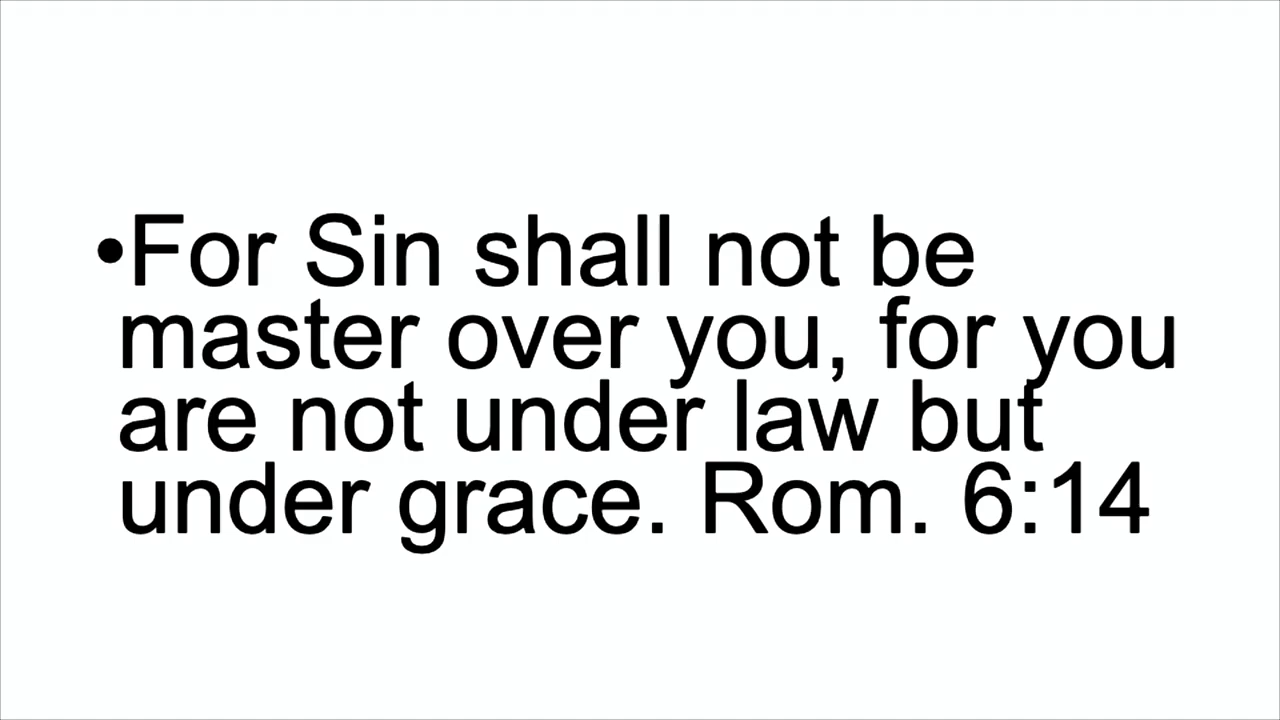 •For Sin shall not be
master over you, for you
are not under law but
under grace. Rom. 6:14